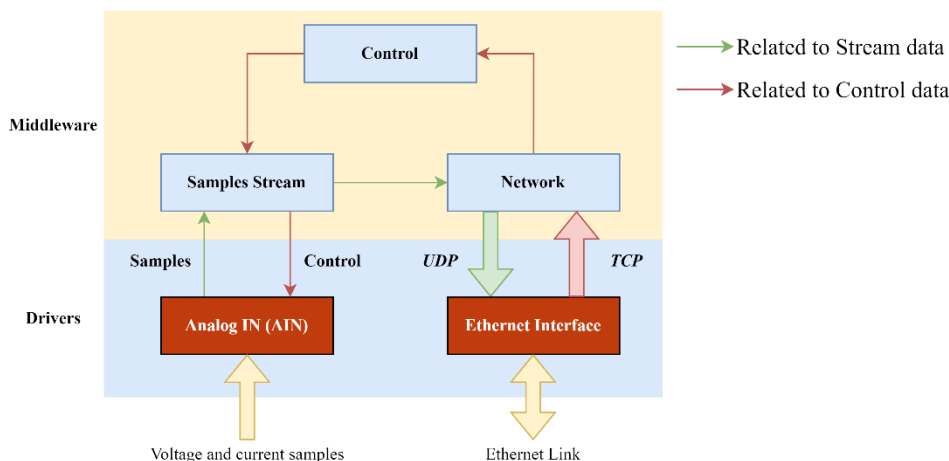 Control
Related to Stream data
Related to Control data
Middleware
Samples Stream
Network
Samples
Control
UDP
TCP
Drivers
Analog IN (AIN)
Ethernet Interface
Voltage and current samples
Ethernet Link